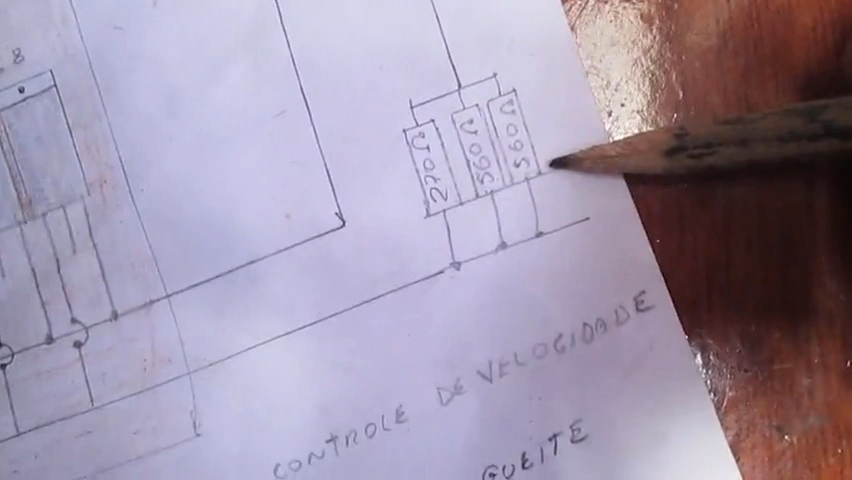 8
270Ω
560Ω
560Ω
CONTROLE DE VELOCIDADE
GUEITE